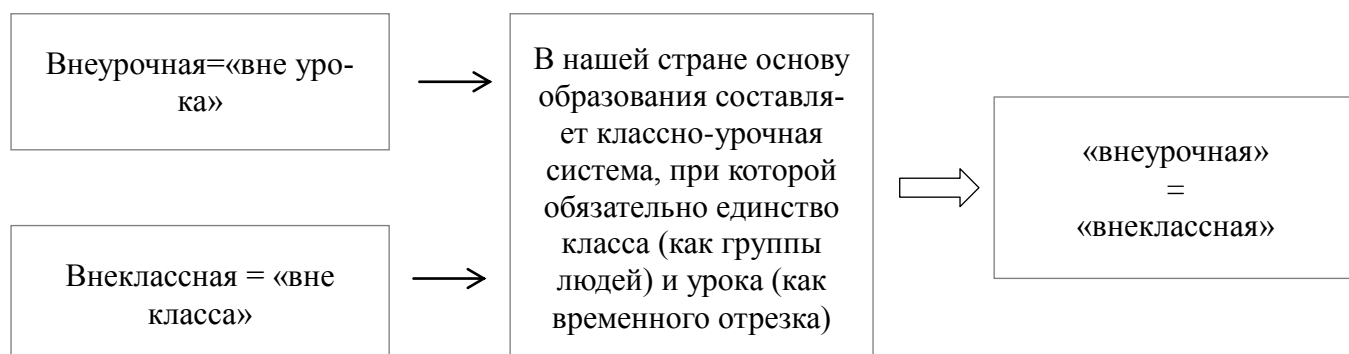 Внеурочная=«вне уро-
ка»
Внеклассная = «вне
класса»
В нашей стране основу
образования составля-
ет классно-урочная
система, при которой
обязательно единство
класса (как группы
людей) и урока (как
временного отрезка)
«внеурочная»
=
«внеклассная»